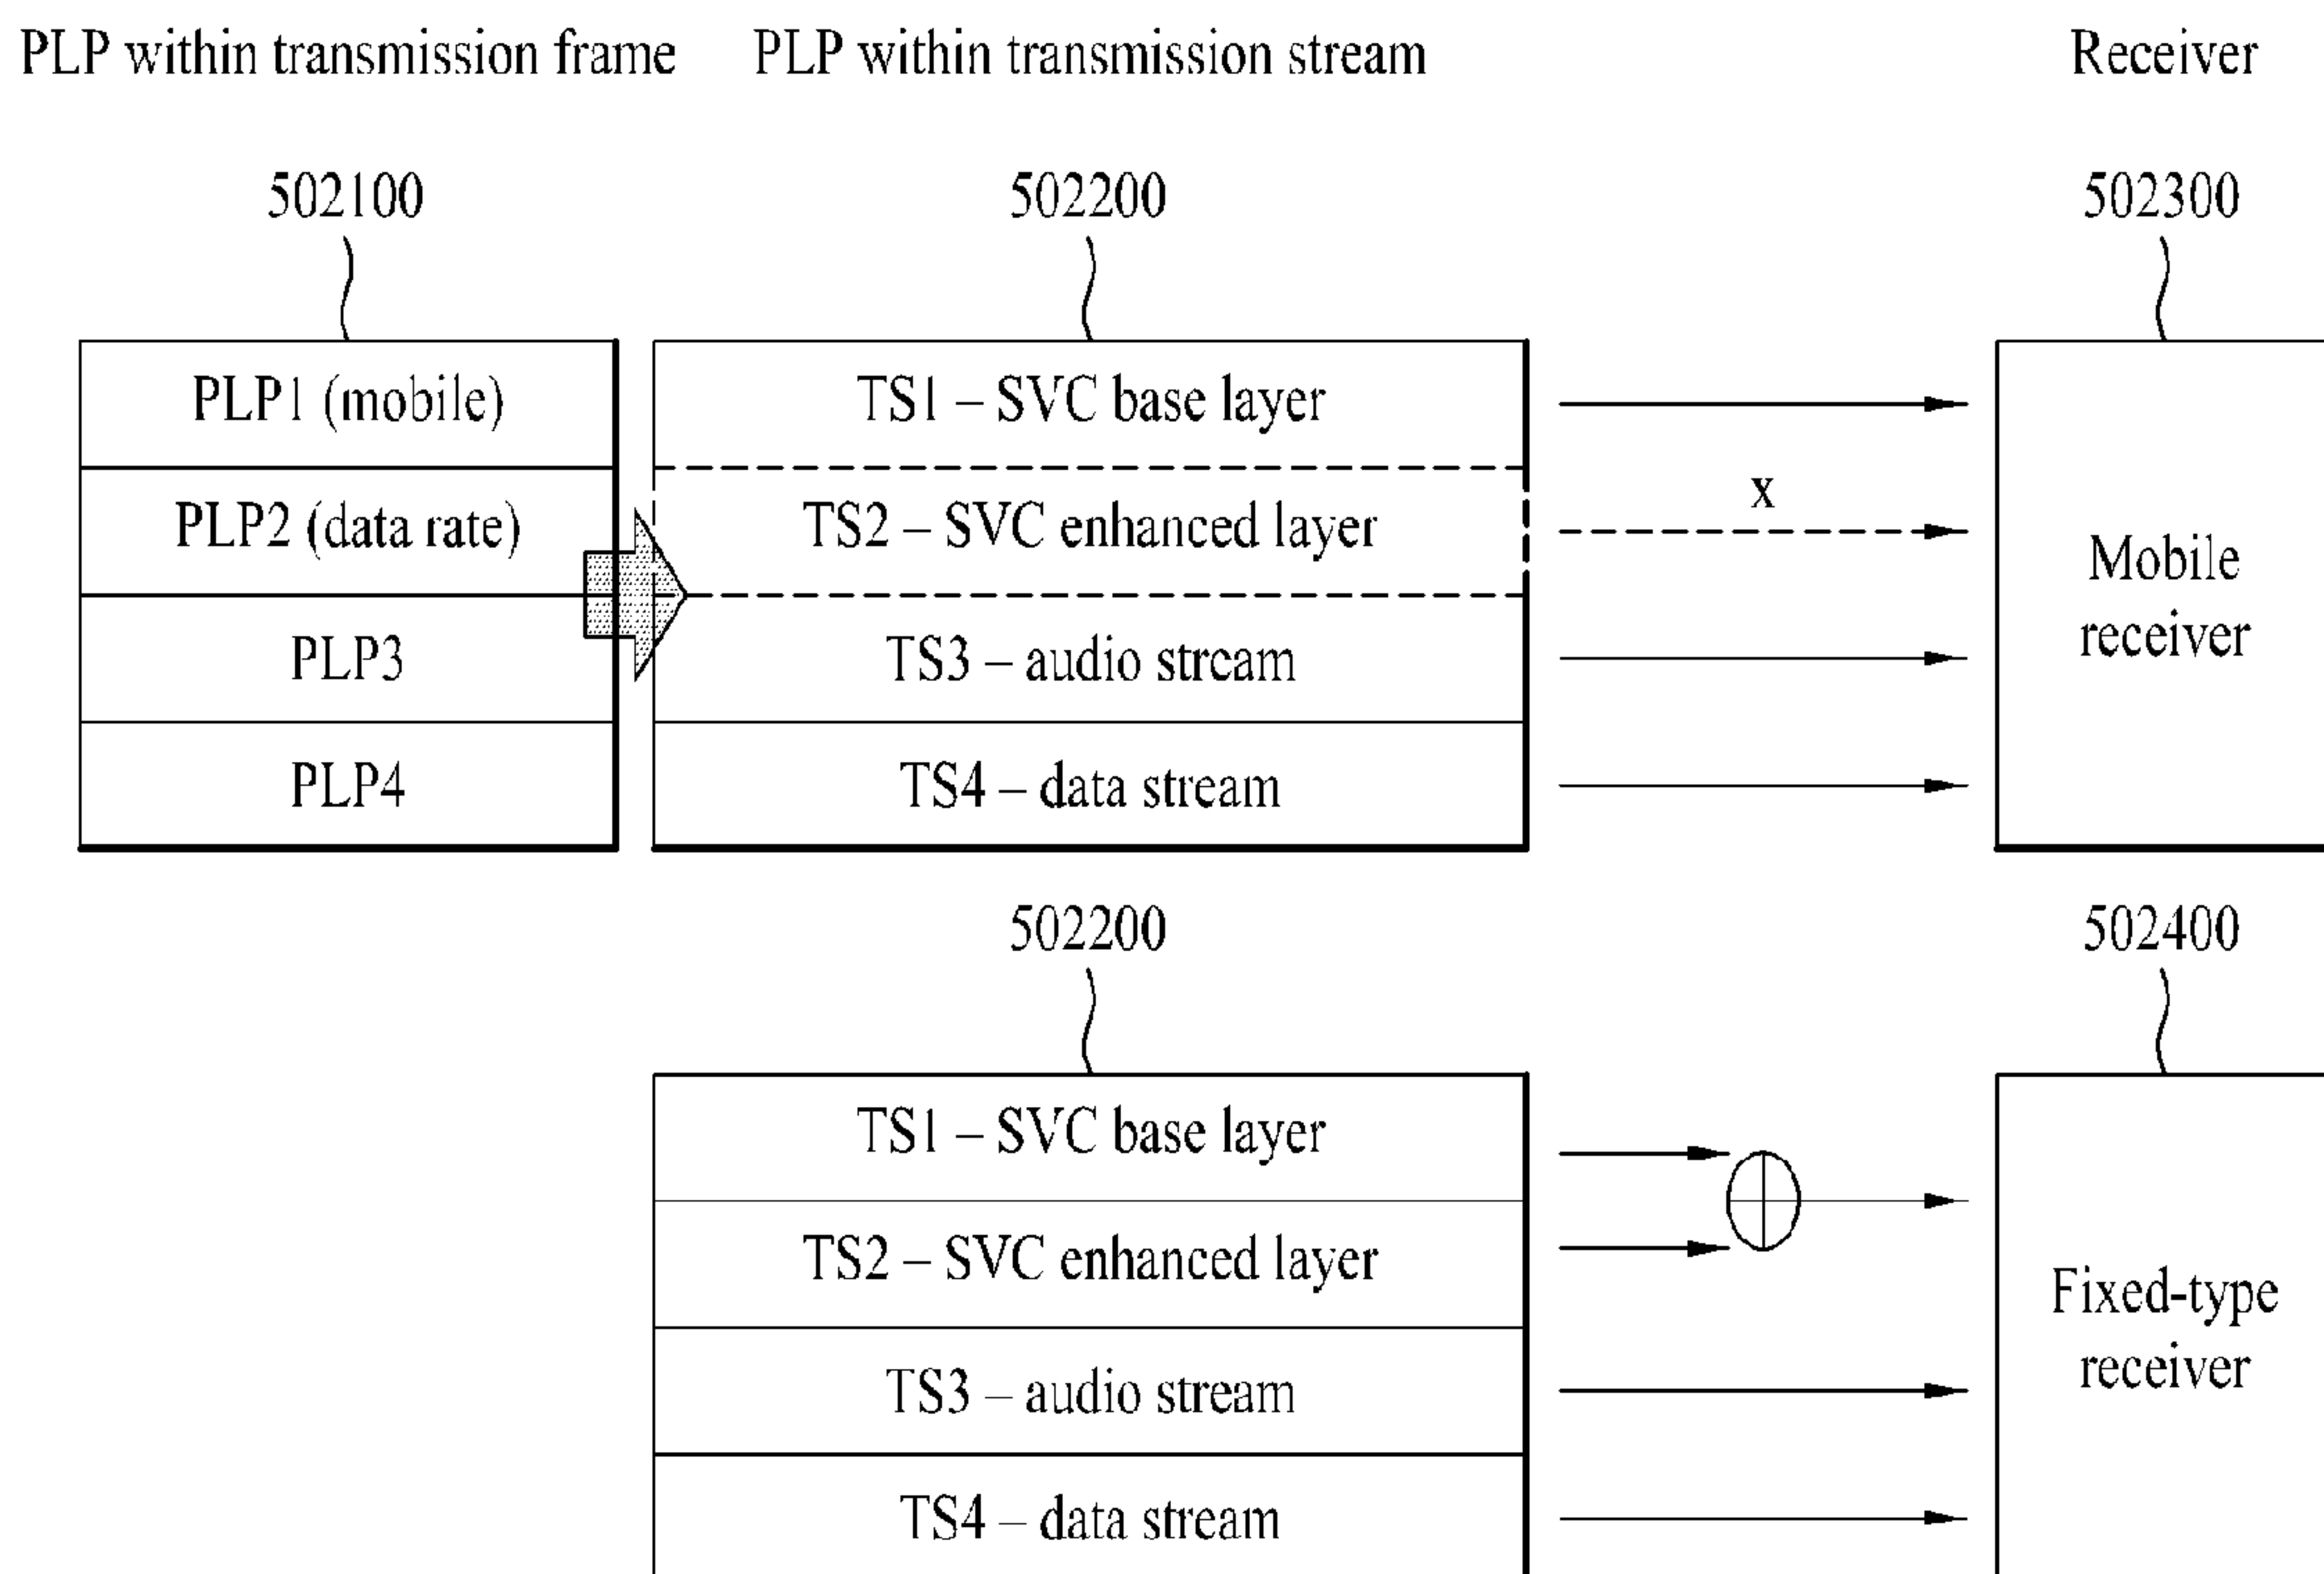 PLP within transmission frame
PLP within transmission stream
Receiver
502100
502200
502300
PLP1 (mobile)
PLP2 (data rate)
PLP3
PLP4
TS1 – SVC base layer
TS2 – SVC enhanced layer
TS3 – audio stream
TS4 – data stream
x
Mobile
receiver
502200
502400
TS1 – SVC base layer
TS2 – SVC enhanced layer
TS3 – audio stream
TS4 – data stream
Fixed-type
receiver